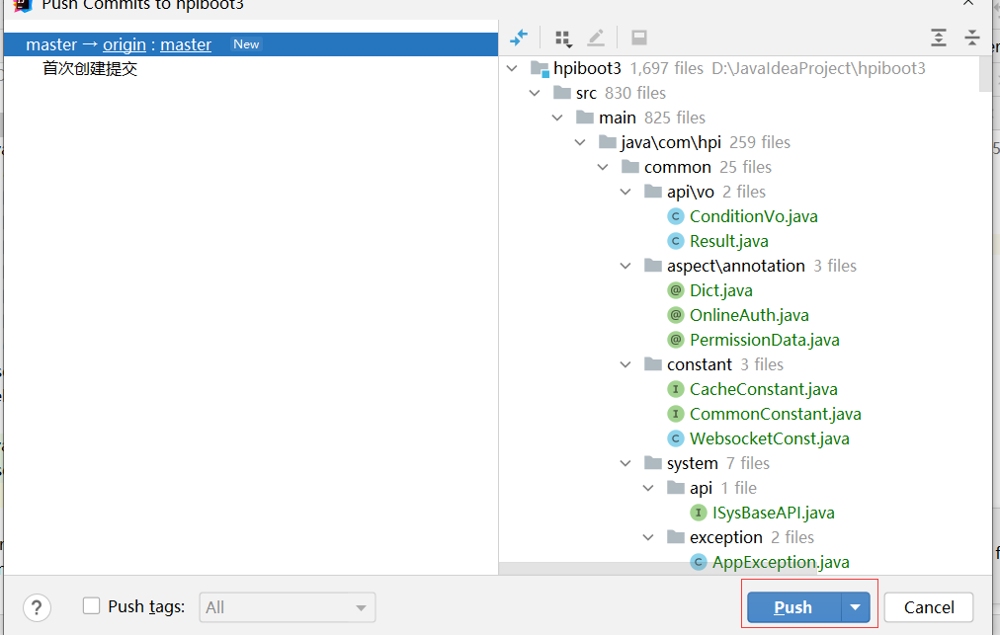 Push Commits to hpiboot3
master → origin : master New
首次创建提交
hpiboot3 1,697 files D:\JavaIdeaProject\hpiboot3
src 830 files
main 825 files
java\com\hpi 259 files
common 25 files
api\vo 2 files
C ConditionVo.java
C Result.java
aspect\annotation 3 files
@ Dict.java
@ OnlineAuth.java
@ PermissionData.java
constant 3 files
I CacheConstant.java
I CommonConstant.java
C WebsocketConst.java
system 7 files
api 1 file
I ISysBaseAPI.java
exception 2 files
C AppException.java
? Push tags: All Push Cancel